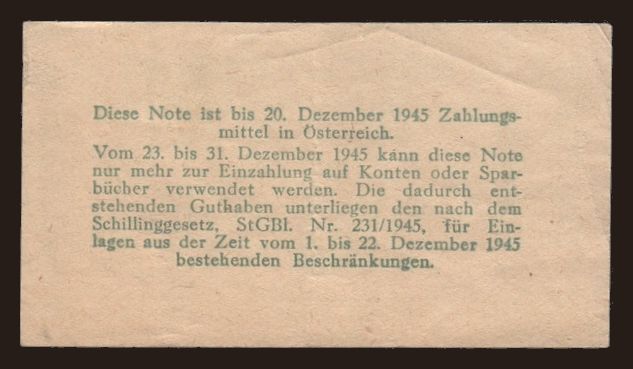 Diese Note ist bis 20. Dezember 1945 Zahlungs-
mittel in Österreich.
Vom 23. bis 31. Dezember 1945 kann diese Note
nur mehr zur Einzahlung auf Konten oder Spar-
bücher verwendet werden. Die dadurch ent-
stehenden Guthaben unterliegen den nach dem
Schillinggesetz, StGBl. Nr. 231/1945, für Ein-
lagen aus der Zeit vom 1. bis 22. Dezember 1945
bestehenden Beschränkungen.